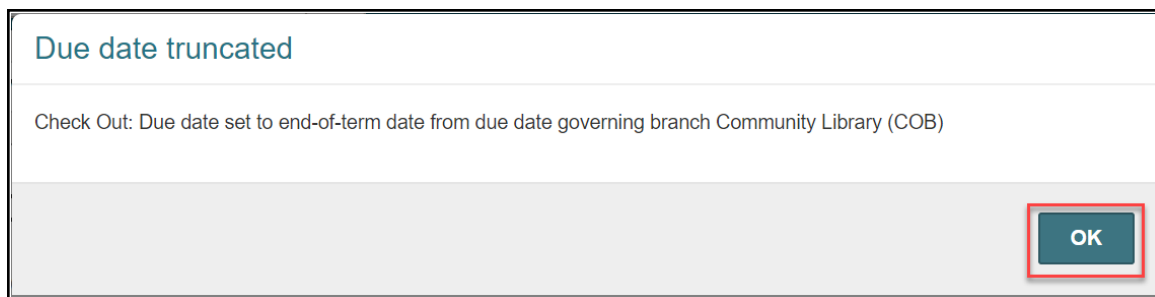 Due date truncated
Check Out: Due date set to end-of-term date from due date governing branch Community Library (COB)
OK